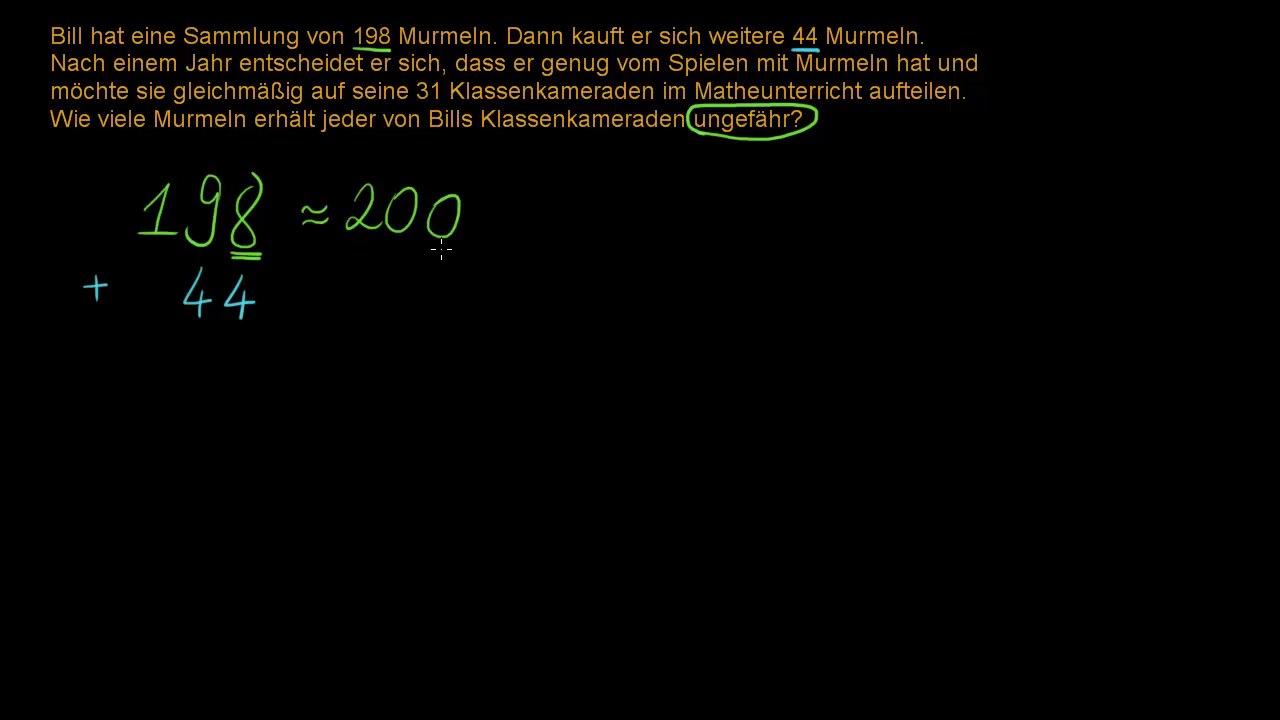 Bill hat eine Sammlung von 198 Murmeln. Dann kauft er sich weitere 44 Murmeln.
Nach einem Jahr entscheidet er sich, dass er genug vom Spielen mit Murmeln hat und
möchte sie gleichmäßig auf seine 31 Klassenkameraden im Matheunterricht aufteilen.
Wie viele Murmeln erhält jeder von Bills Klassenkameraden ungefähr?
198 ≈ 200
+ 44